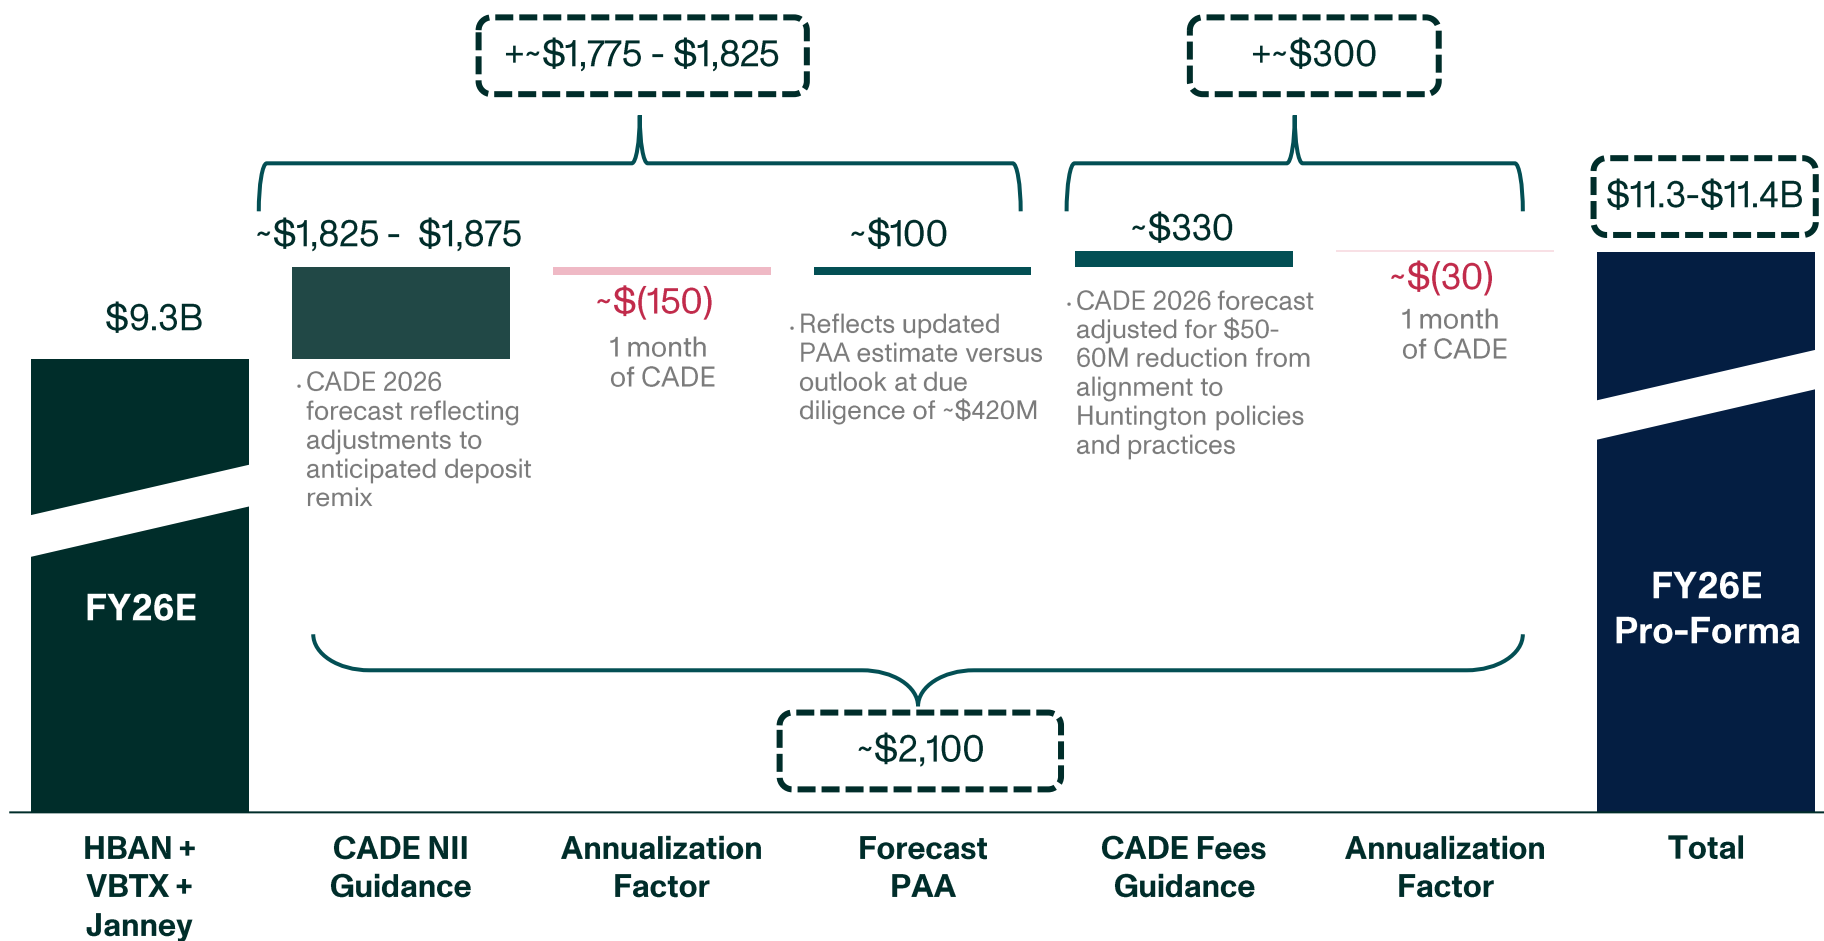 +~$1,775 - $1,825
+~$300
$11.3-$11.4B
~$1,825 -  $1,875
~$100
~$330
$9.3B
~$(150)
1 month
of CADE
~$(30)
1 month
of CADE
· CADE 2026
forecast reflecting
adjustments to
anticipated deposit
remix
· Reflects updated
PAA estimate versus
outlook at due
diligence of ~$420M
· CADE 2026 forecast
adjusted for $50-
60M reduction from
alignment to
Huntington policies
and practices
FY26E
FY26E
Pro-Forma
~$2,100
HBAN +
VBTX +
Janney
CADE NII
Guidance
Annualization
Factor
Forecast
PAA
CADE Fees
Guidance
Annualization
Factor
Total